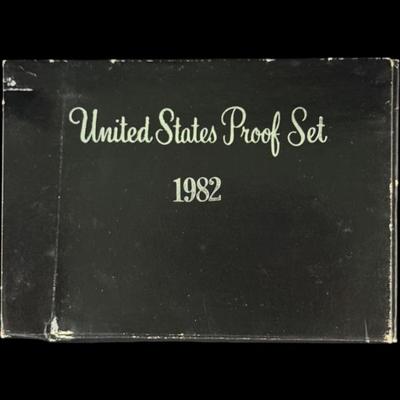 United States Proof Set
1982